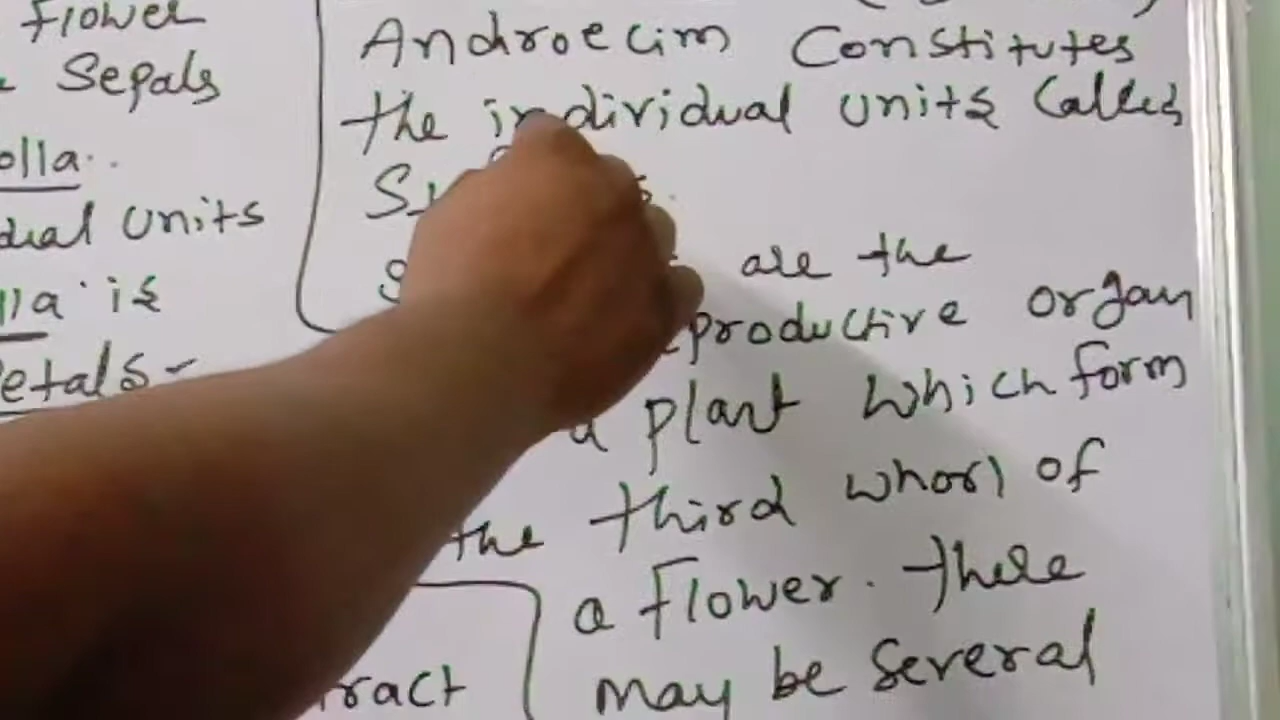 Flower
Sepals
olla..
dual units
lla is
etals-
Androecim Constitutes
the individual units Called
are the
productive organ
a plant which form
the third whorl of
a flower. there
may be several
ract